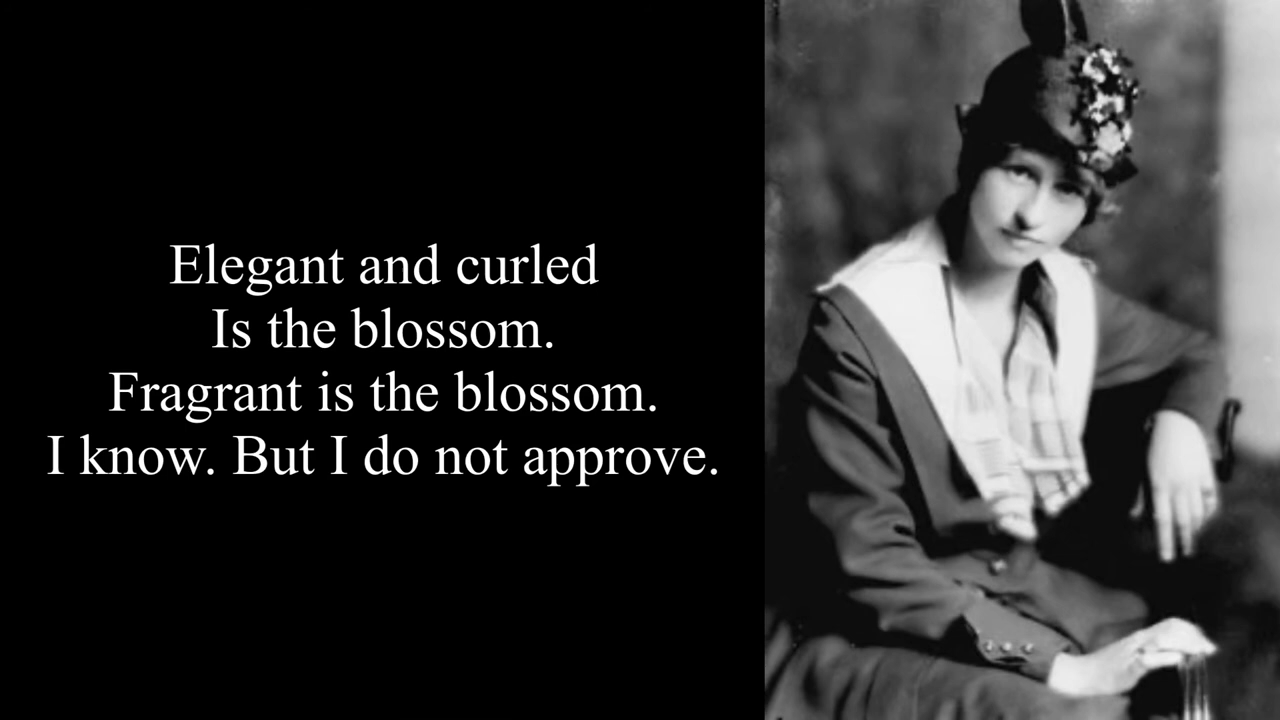 Elegant and curled
Is the blossom.
Fragrant is the blossom.
I know. But I do not approve.